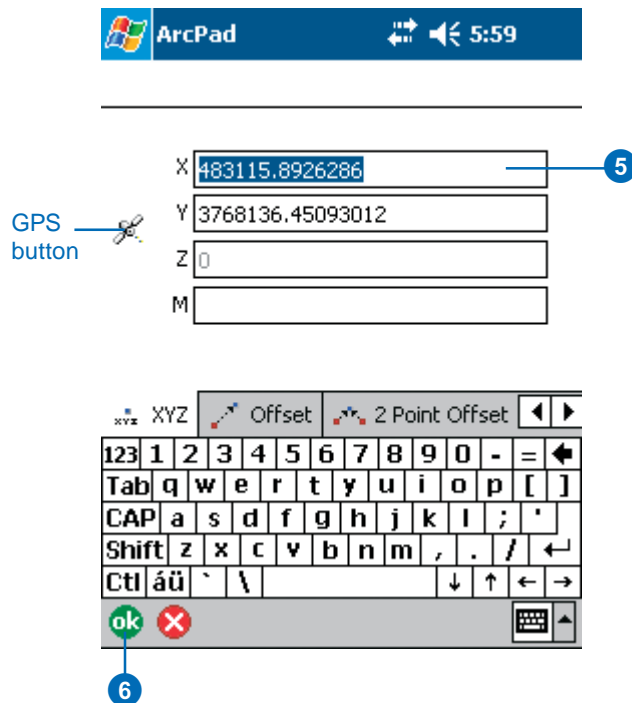 ArcPad 5:59
X 483115.8926286 5
GPS button
Y 3768136.45093012
Z 0
M
XYZ Offset 2 Point Offset
123 1 2 3 4 5 6 7 8 9 0 - =
Tab q w e r t y u i o p [ ]
CAP a s d f g h j k l ; '
Shift z x c v b n m , . /
Ctl áü ` \
ok
6